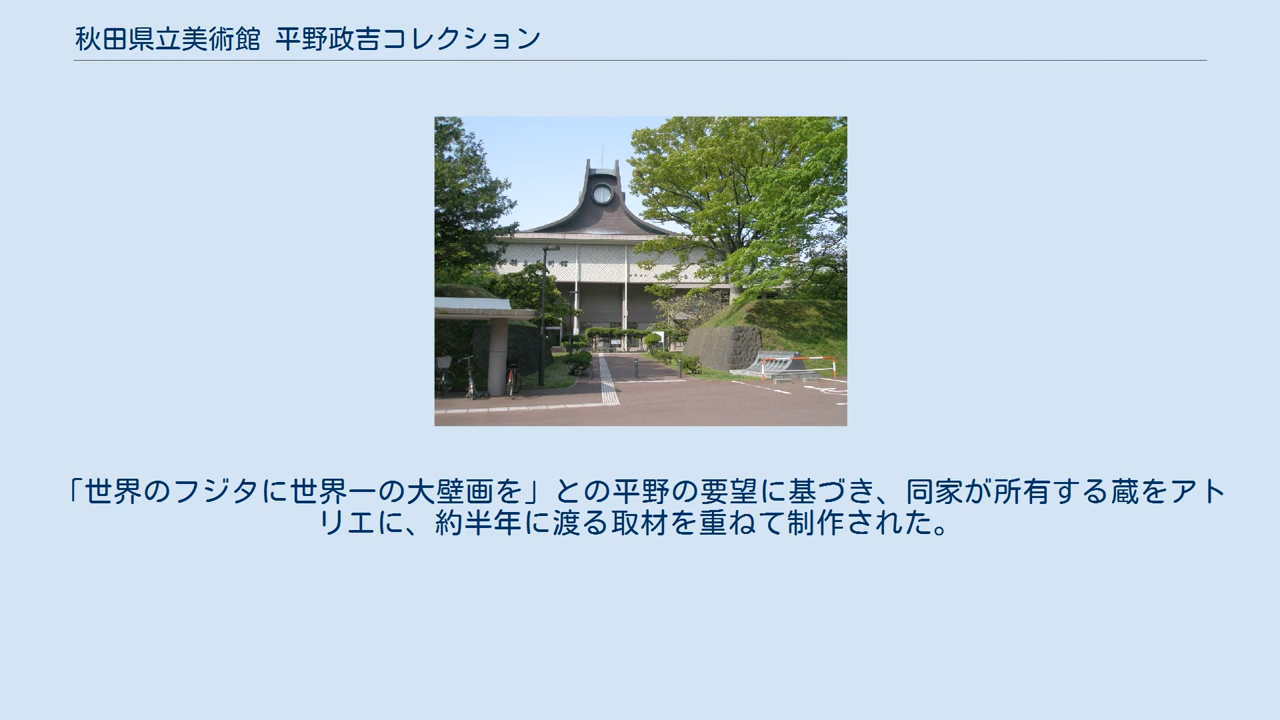 秋田県立美術館 平野政吉コレクション
「世界のフジタに世界一の大壁画を」との平野の要望に基づき、同家が所有する蔵をアト
リエに、約半年に渡る取材を重ねて制作された。